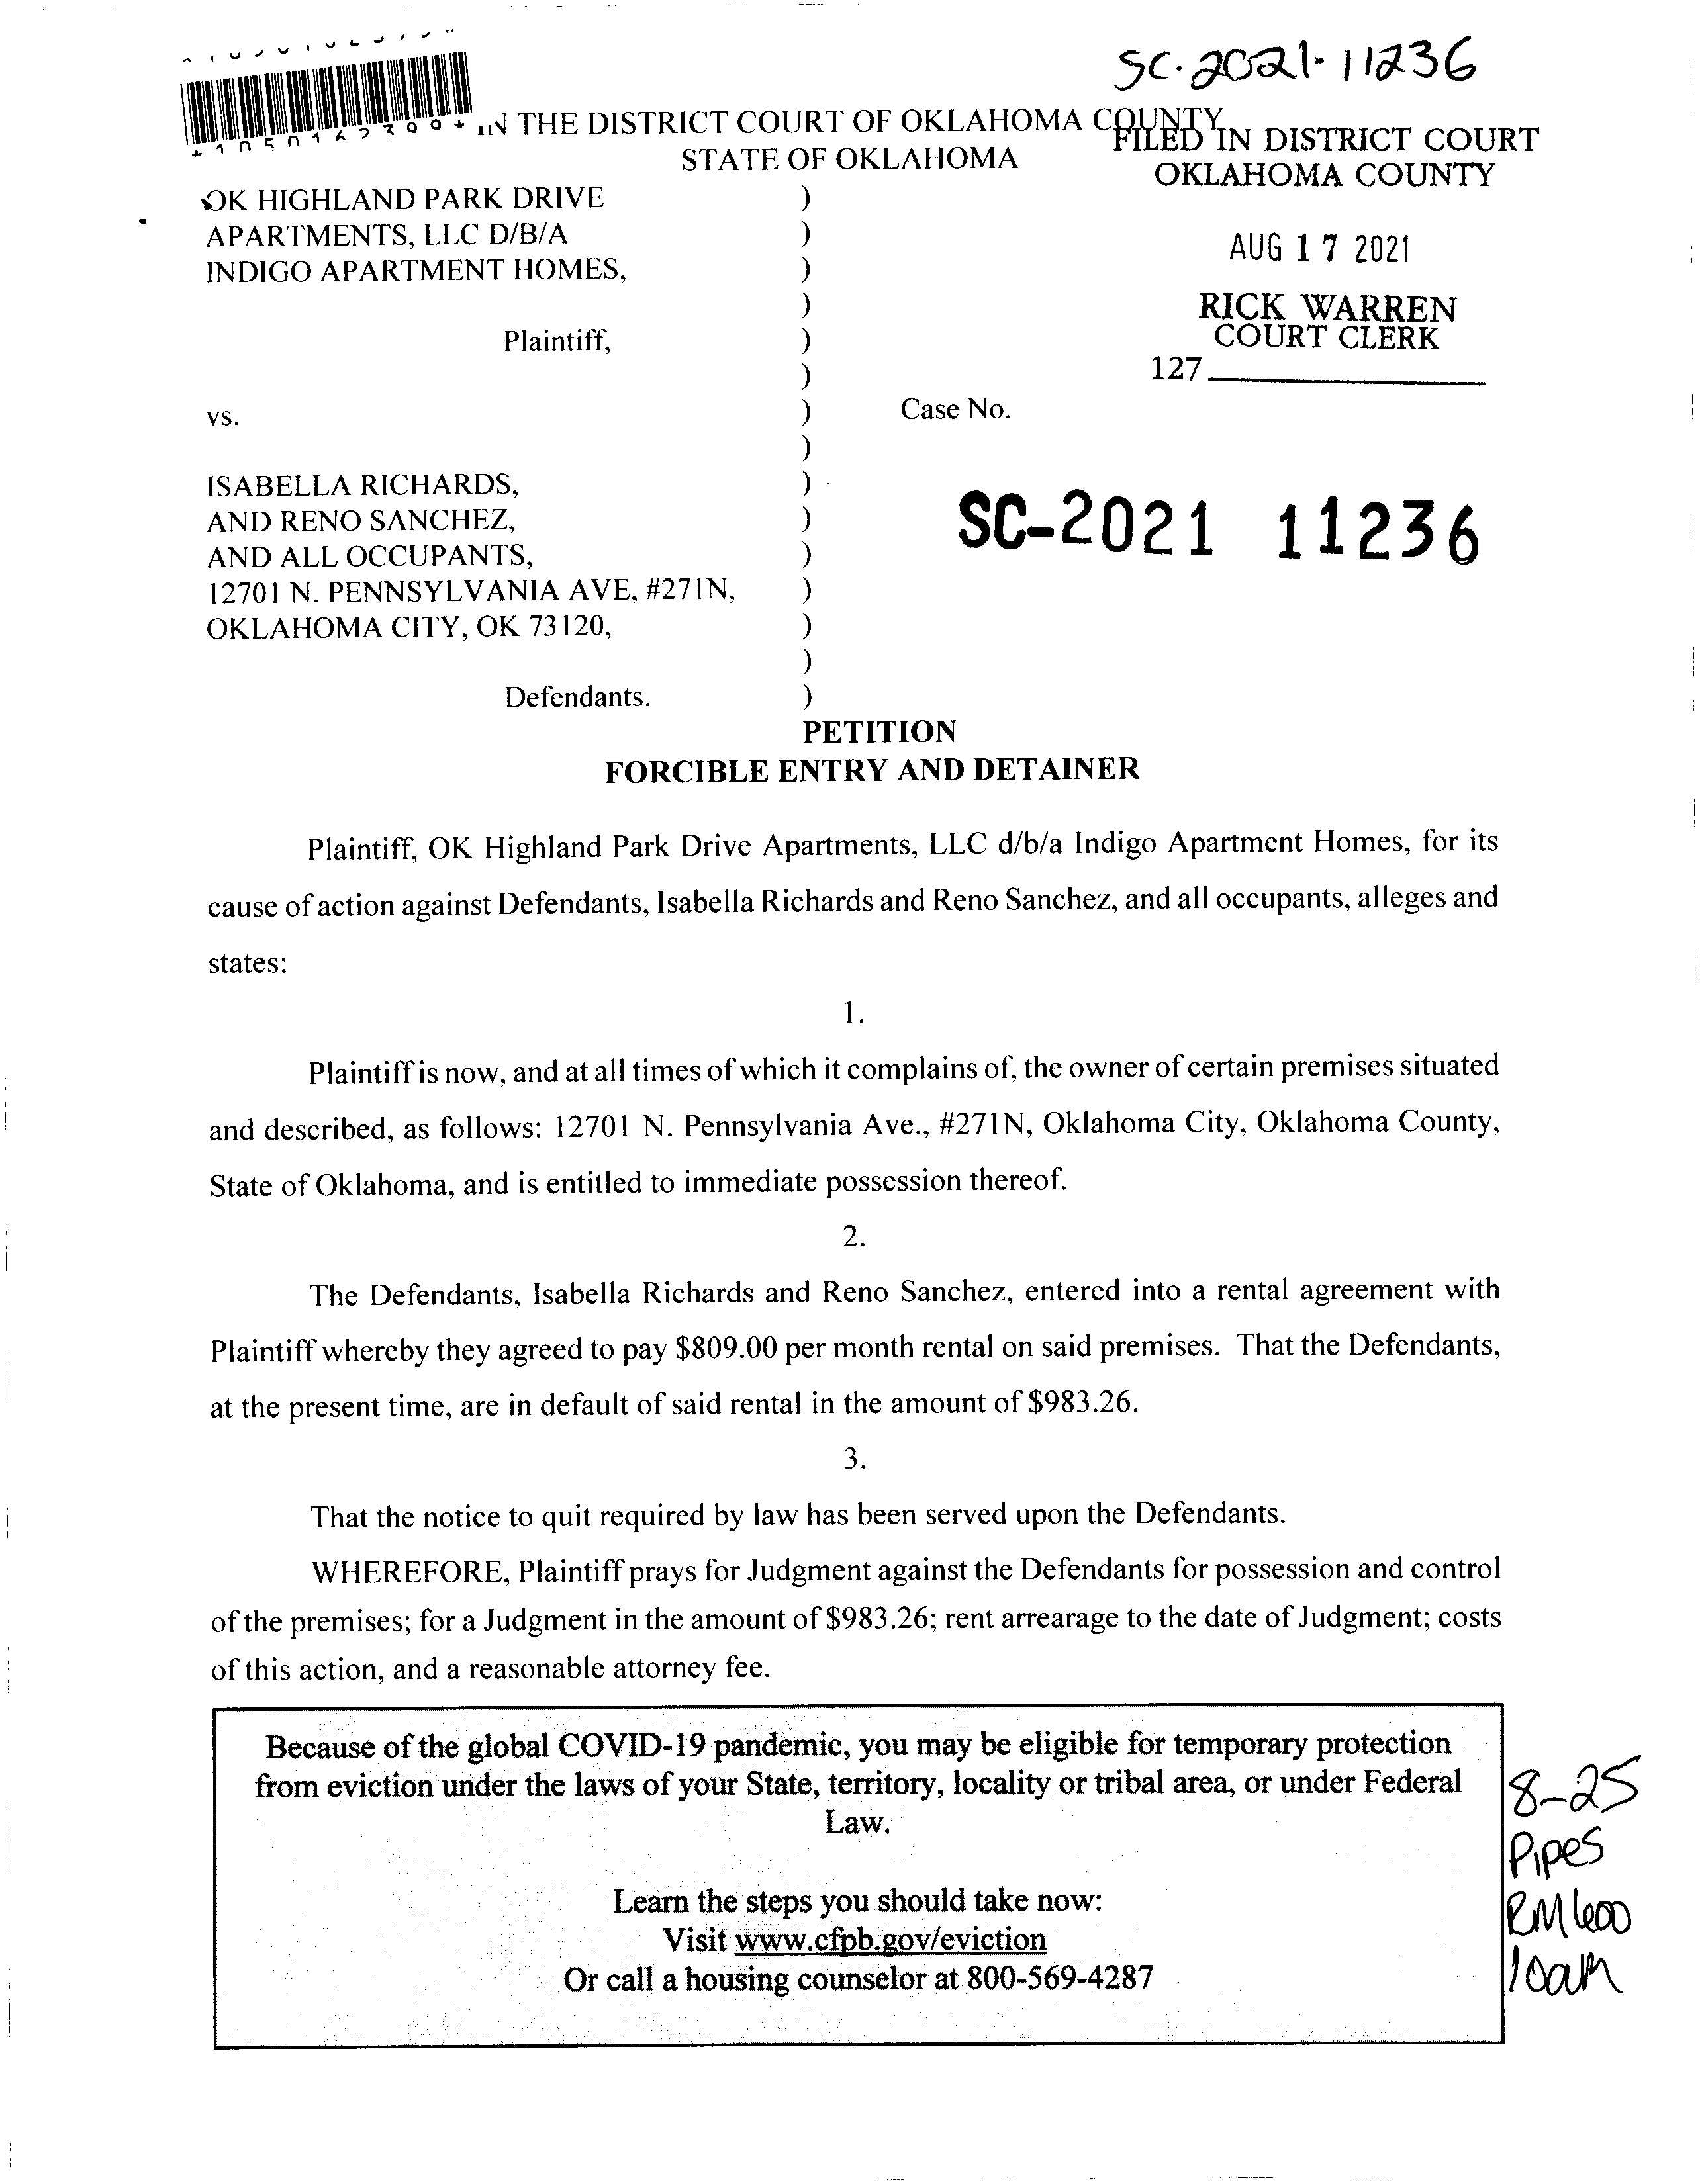 SC-2021-11236
IN THE DISTRICT COURT OF OKLAHOMA COUNTY
STATE OF OKLAHOMA
FILED IN DISTRICT COURT
OKLAHOMA COUNTY
AUG 17 2021
RICK WARREN
COURT CLERK
127
OK HIGHLAND PARK DRIVE )
APARTMENTS, LLC D/B/A )
INDIGO APARTMENT HOMES, )
)
Plaintiff, )
)
vs. ) Case No.
)
ISABELLA RICHARDS, )
AND RENO SANCHEZ, ) SC-2021 11236
AND ALL OCCUPANTS, )
12701 N. PENNSYLVANIA AVE, #271N, )
OKLAHOMA CITY, OK 73120, )
)
Defendants. )
PETITION
FORCIBLE ENTRY AND DETAINER
Plaintiff, OK Highland Park Drive Apartments, LLC d/b/a Indigo Apartment Homes, for its
cause of action against Defendants, Isabella Richards and Reno Sanchez, and all occupants, alleges and
states:
1.
Plaintiff is now, and at all times of which it complains of, the owner of certain premises situated
and described, as follows: 12701 N. Pennsylvania Ave., #271N, Oklahoma City, Oklahoma County,
State of Oklahoma, and is entitled to immediate possession thereof.
2.
The Defendants, Isabella Richards and Reno Sanchez, entered into a rental agreement with
Plaintiff whereby they agreed to pay $809.00 per month rental on said premises. That the Defendants,
at the present time, are in default of said rental in the amount of $983.26.
3.
That the notice to quit required by law has been served upon the Defendants.
WHEREFORE, Plaintiff prays for Judgment against the Defendants for possession and control
of the premises; for a Judgment in the amount of $983.26; rent arrearage to the date of Judgment; costs
of this action, and a reasonable attorney fee.
Because of the global COVID-19 pandemic, you may be eligible for temporary protection
from eviction under the laws of your State, territory, locality or tribal area, or under Federal
Law.
Learn the steps you should take now:
Visit www.cfpb.gov/eviction
Or call a housing counselor at 800-569-4287
8-25
Pipes
RM 600
10am